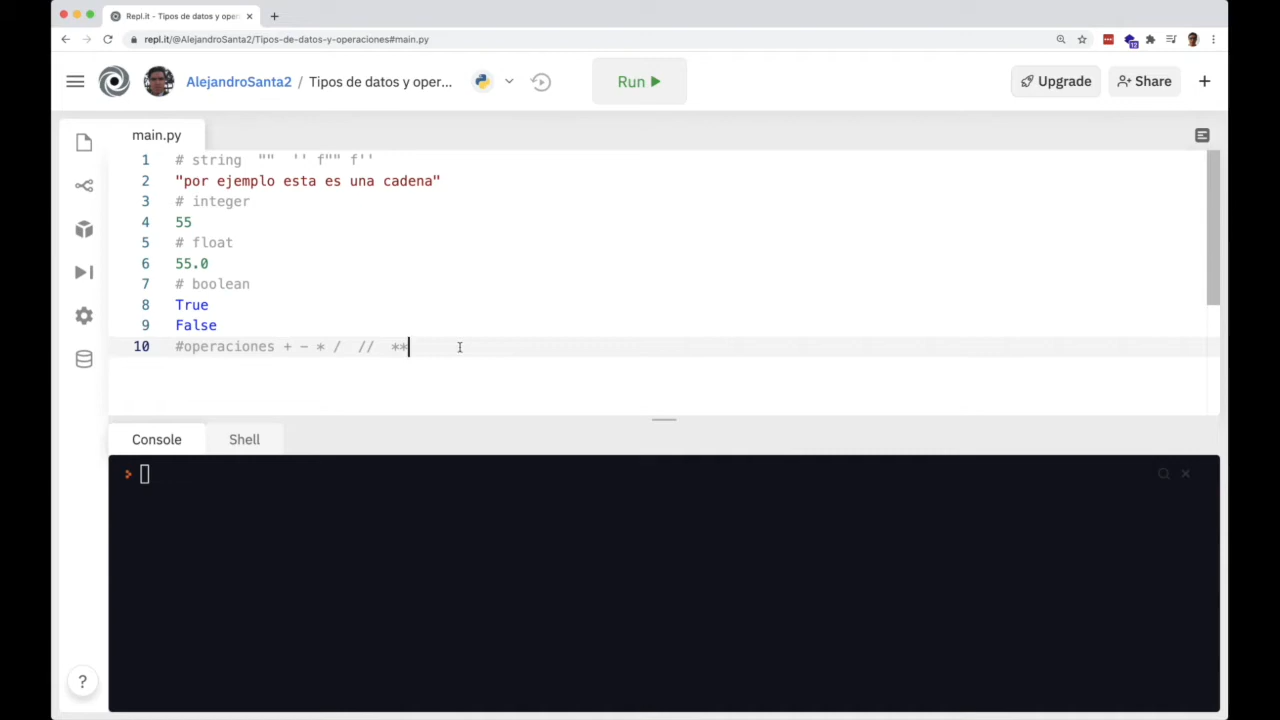 Repl.it - Tipos de datos y oper
repl.it/@AlejandroSanta2/Tipos-de-datos-y-operaciones#main.py
12
AlejandroSanta2 / Tipos de datos y oper...
Run
Upgrade
Share
main.py
1 # string "" '' f"" f''
2 "por ejemplo esta es una cadena"
3 # integer
4 55
5 # float
6 55.0
7 # boolean
8 True
9 False
10 #operaciones + - * / // **
Console
Shell
?